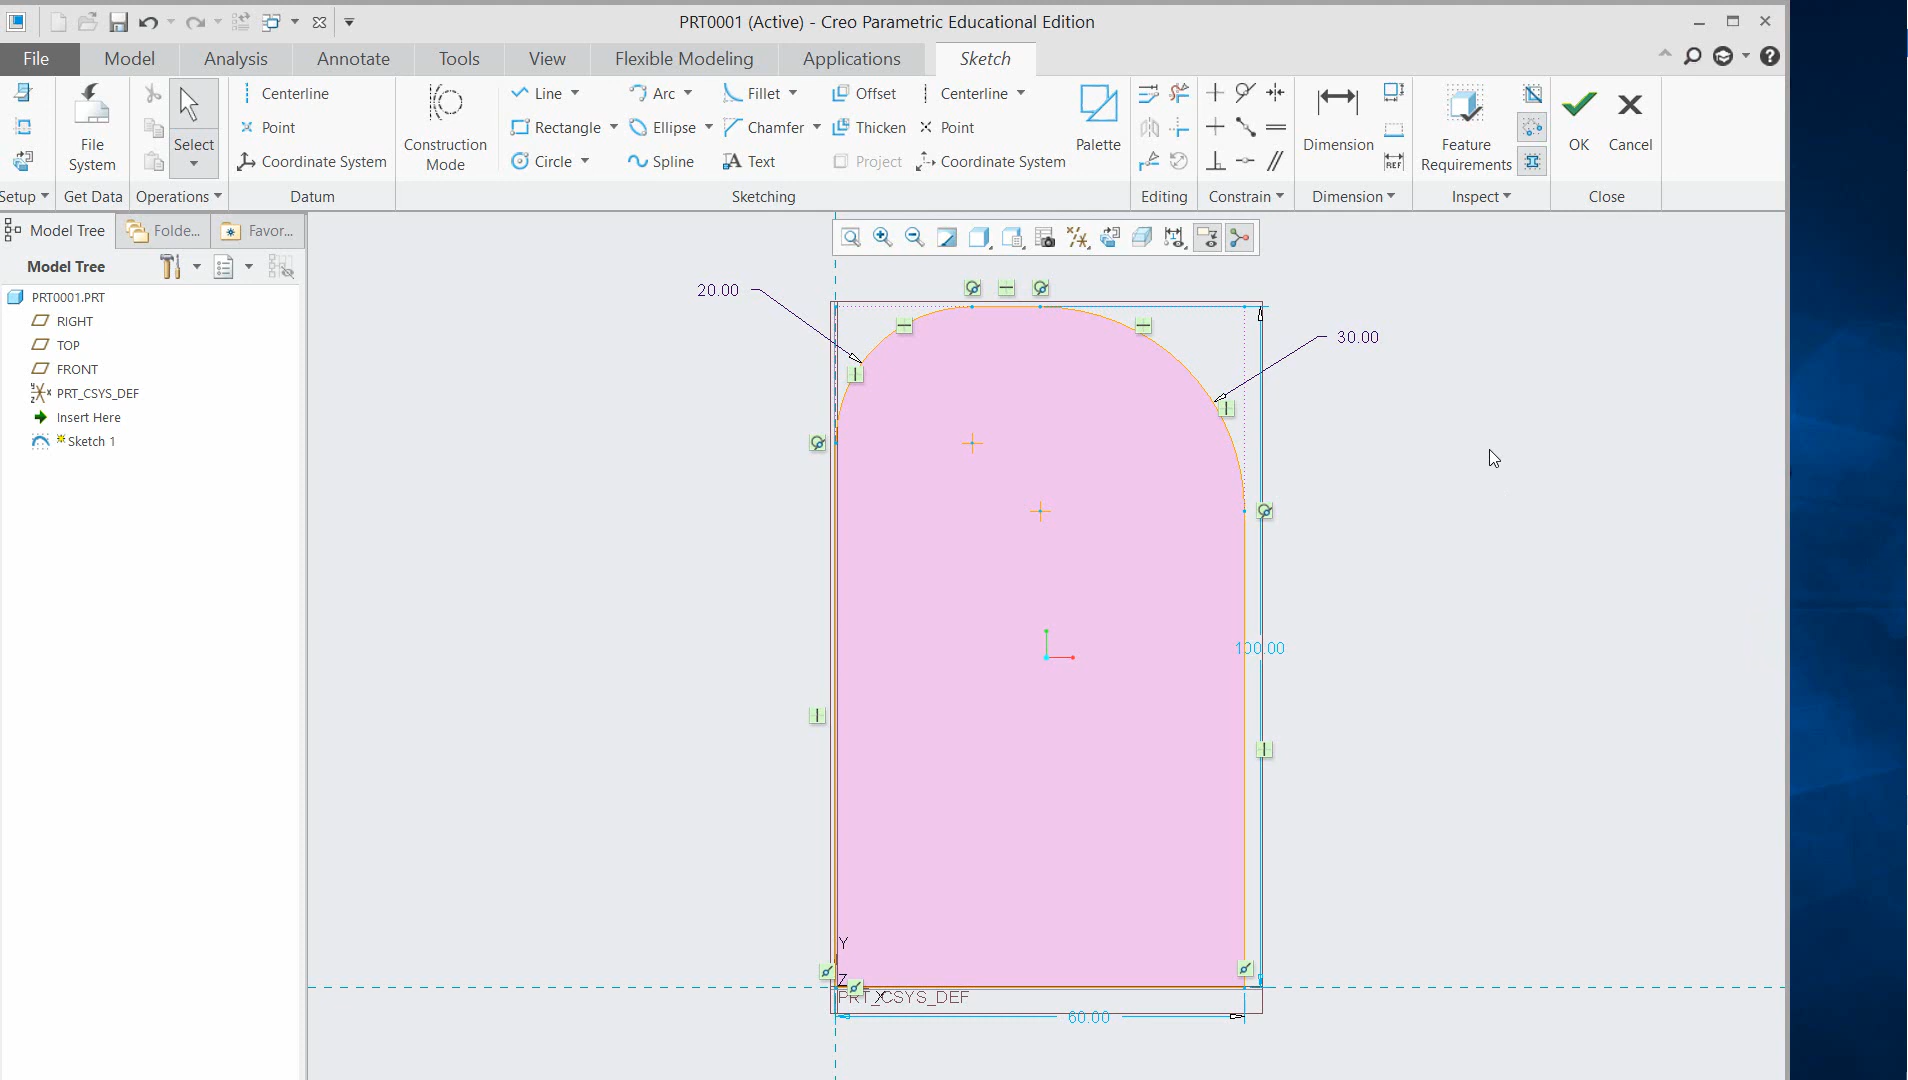 PRT0001 (Active) - Creo Parametric Educational Edition
File Model Analysis Annotate Tools View Flexible Modeling Applications Sketch
Centerline Line Arc Fillet Offset Centerline
Point Rectangle Ellipse Chamfer Thicken Point
File System Select Coordinate System Construction Mode Circle Spline Text Project Coordinate System Palette Dimension REF Feature Requirements OK Cancel
Setup Get Data Operations Datum Sketching Editing Constrain Dimension Inspect Close
Model Tree Folde... Favor...
Model Tree
PRT0001.PRT
RIGHT
TOP
FRONT
PRT_CSYS_DEF
Insert Here
Sketch 1
20.00
30.00
100.00
Y
Z
X
PRT_CSYS_DEF
60.00